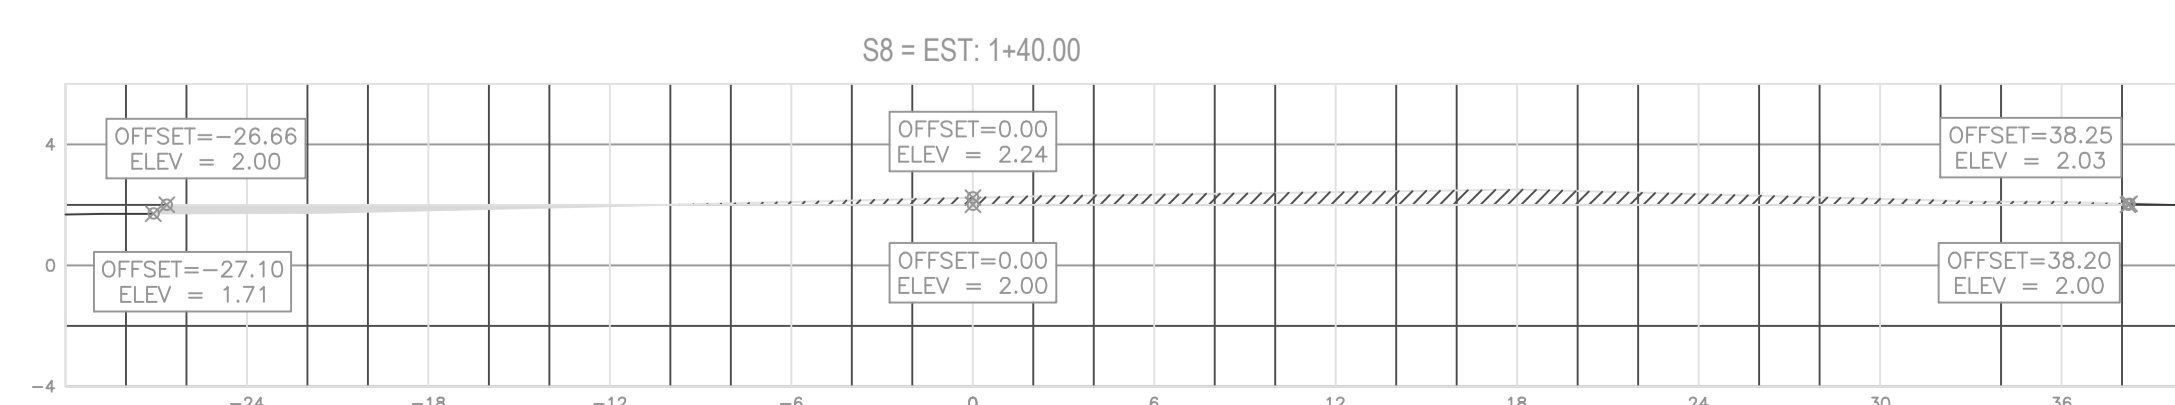 S8 = EST: 1+40.00
OFFSET=-26.66
ELEV = 2.00
OFFSET=0.00
ELEV = 2.24
OFFSET=38.25
ELEV = 2.03
4
OFFSET=-27.10
ELEV = 1.71
OFFSET=0.00
ELEV = 2.00
OFFSET=38.20
ELEV = 2.00
0
-4
-24 -18 -12 -6 0 6 12 18 24 30 36